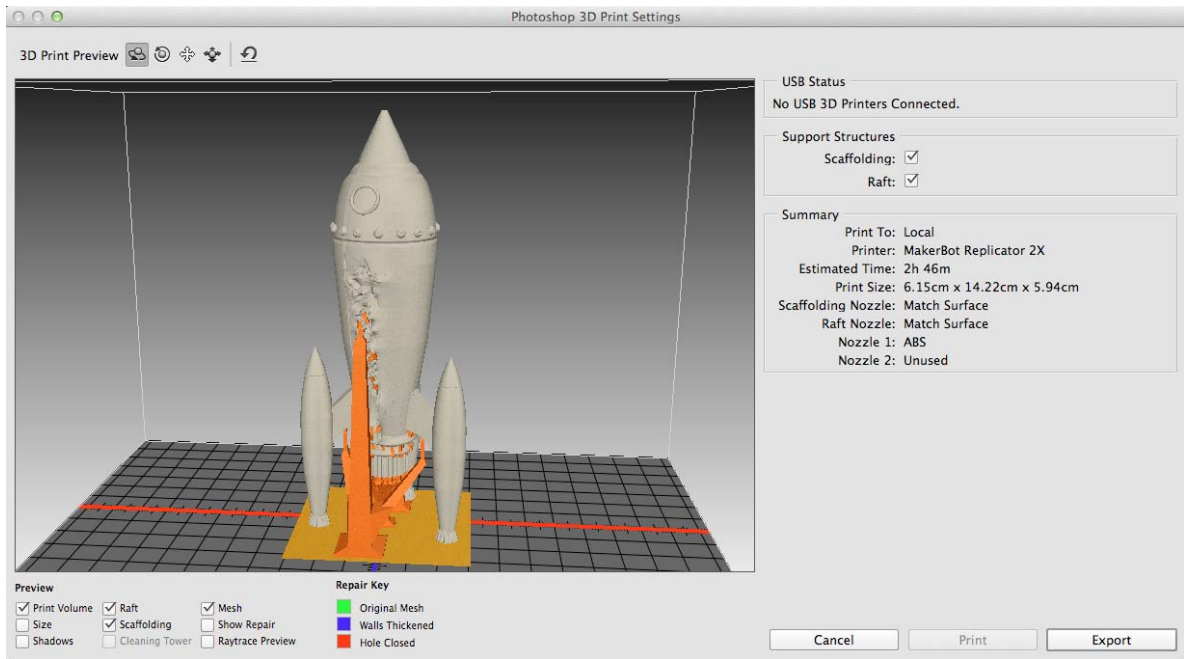 Photoshop 3D Print Settings
3D Print Preview
USB Status
No USB 3D Printers Connected.
Support Structures
Scaffolding:
Raft:
Summary
Print To: Local
Printer: MakerBot Replicator 2X
Estimated Time: 2h 46m
Print Size: 6.15cm x 14.22cm x 5.94cm
Scaffolding Nozzle: Match Surface
Raft Nozzle: Match Surface
Nozzle 1: ABS
Nozzle 2: Unused
Preview
Print Volume Raft Mesh
Size Scaffolding Show Repair
Shadows Cleaning Tower Raytrace Preview
Repair Key
Original Mesh
Walls Thickened
Hole Closed
Cancel Print Export